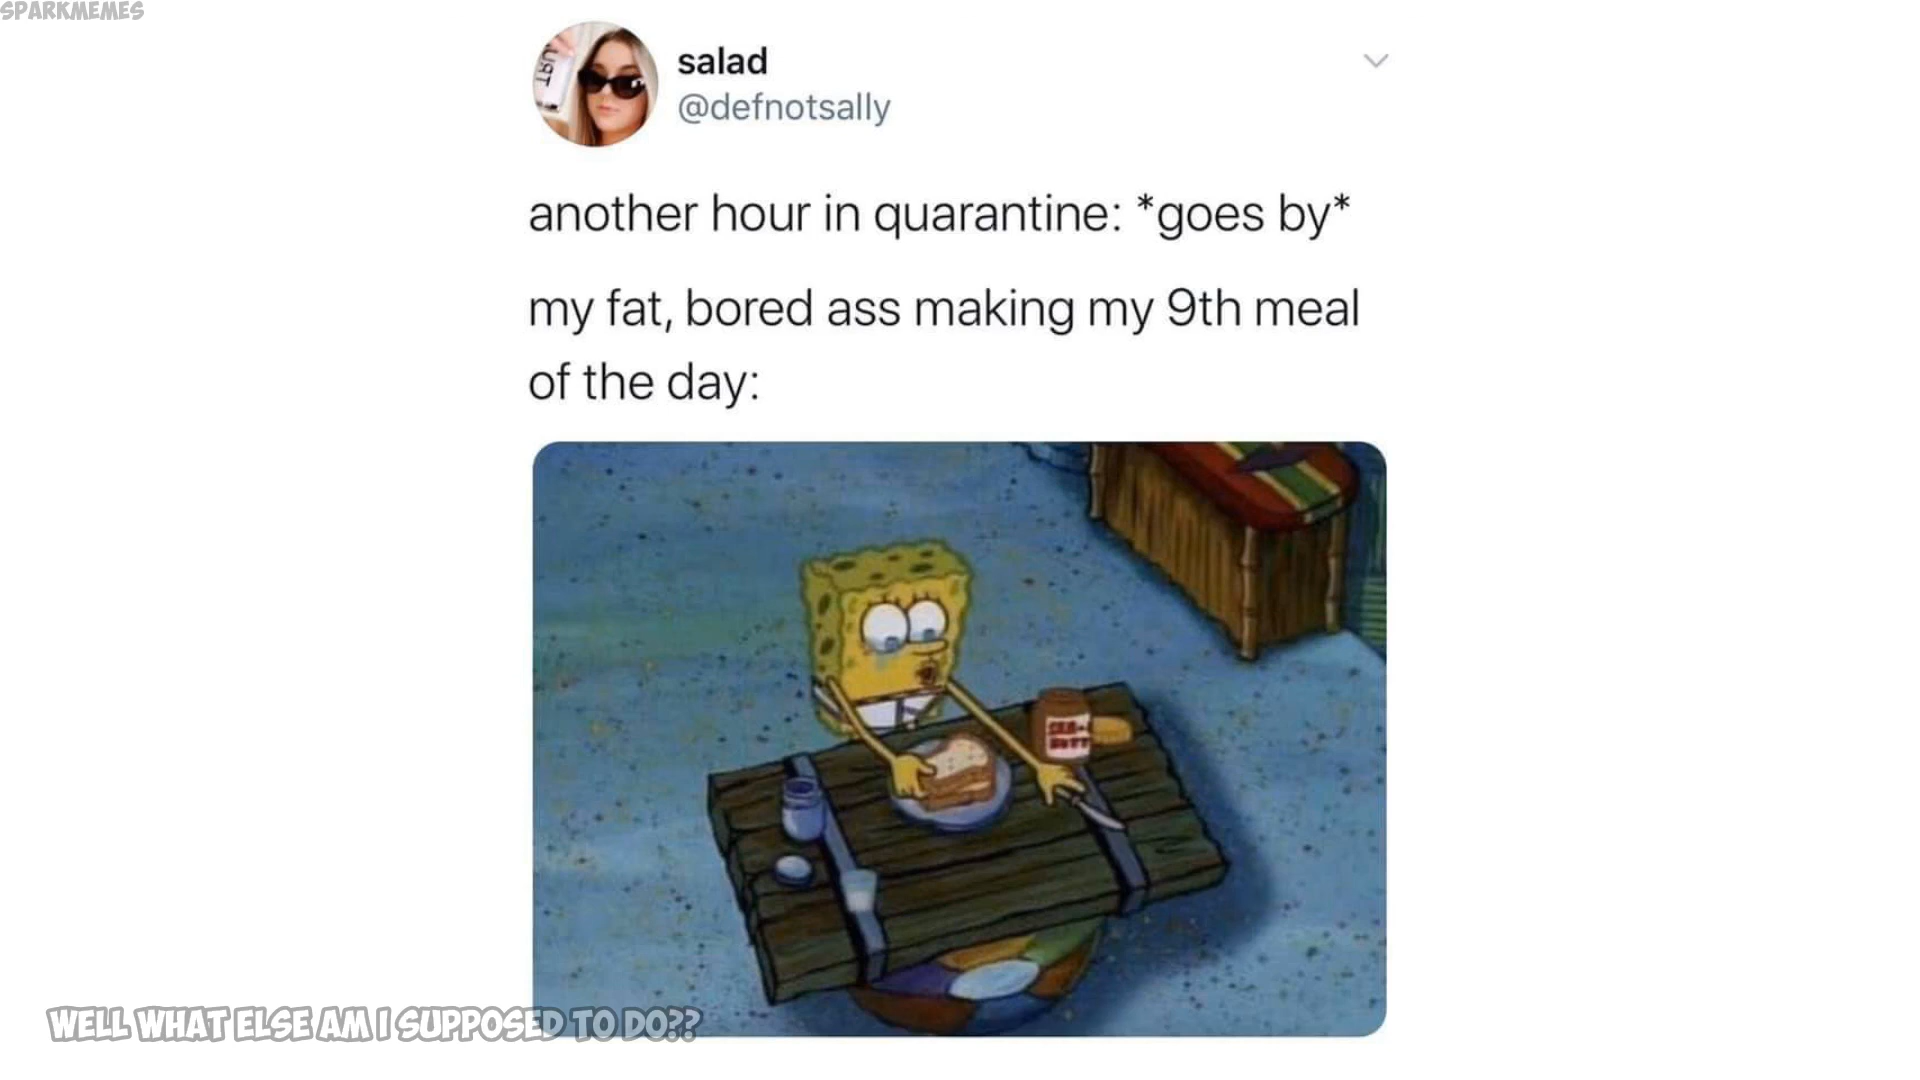 SPARKMEMES
salad
@defnotsally
another hour in quarantine: *goes by*
my fat, bored ass making my 9th meal
of the day:
WELL WHAT ELSE AM I SUPPOSED TO DO??